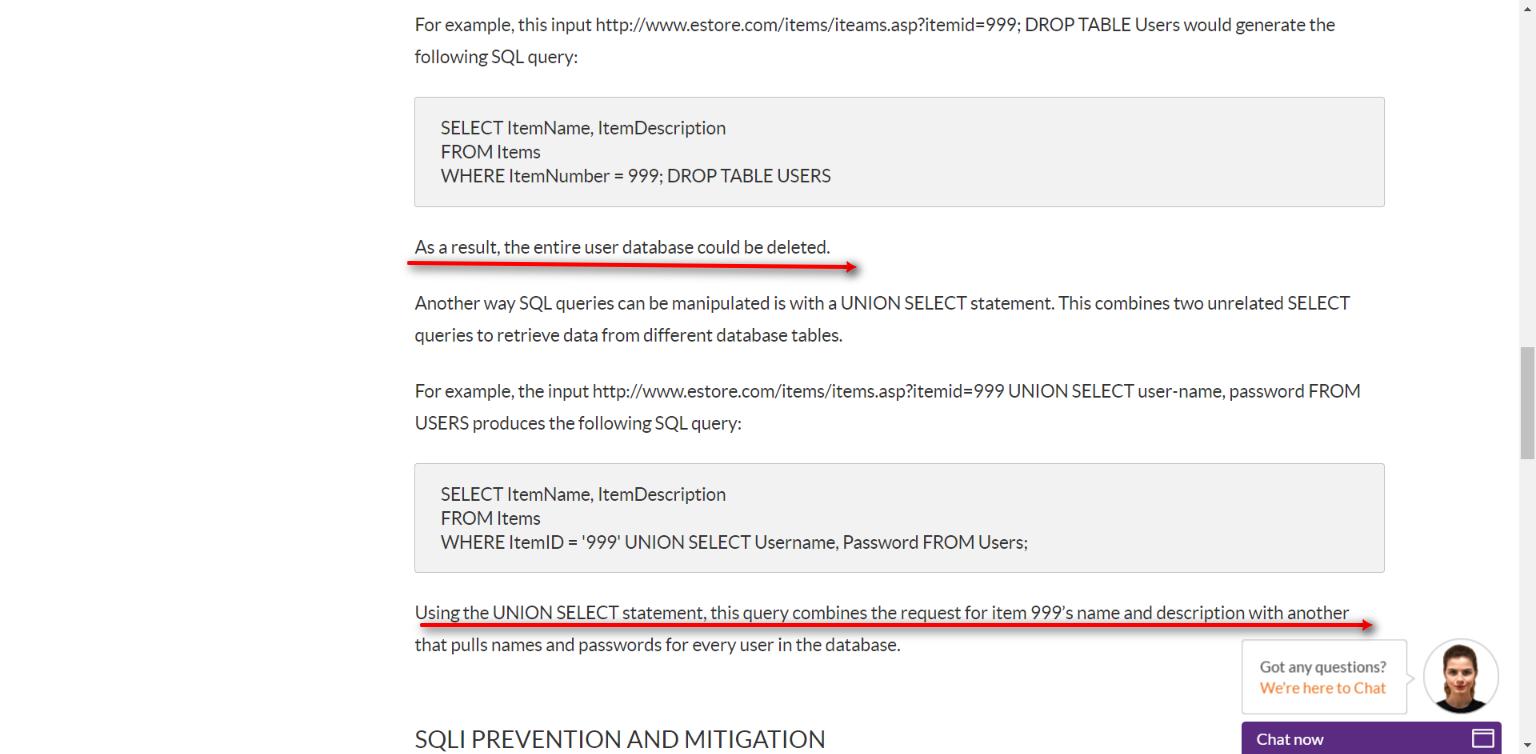 For example, this input http://www.estore.com/items/iteams.asp?itemid=999; DROP TABLE Users would generate the
following SQL query:
SELECT ItemName, ItemDescription
FROM Items
WHERE ItemNumber = 999; DROP TABLE USERS
As a result, the entire user database could be deleted.
Another way SQL queries can be manipulated is with a UNION SELECT statement. This combines two unrelated SELECT
queries to retrieve data from different database tables.
For example, the input http://www.estore.com/items/items.asp?itemid=999 UNION SELECT user-name, password FROM
USERS produces the following SQL query:
SELECT ItemName, ItemDescription
FROM Items
WHERE ItemID = '999' UNION SELECT Username, Password FROM Users;
Using the UNION SELECT statement, this query combines the request for item 999’s name and description with another
that pulls names and passwords for every user in the database.
Got any questions?
We're here to Chat
Chat now
SQLI PREVENTION AND MITIGATION